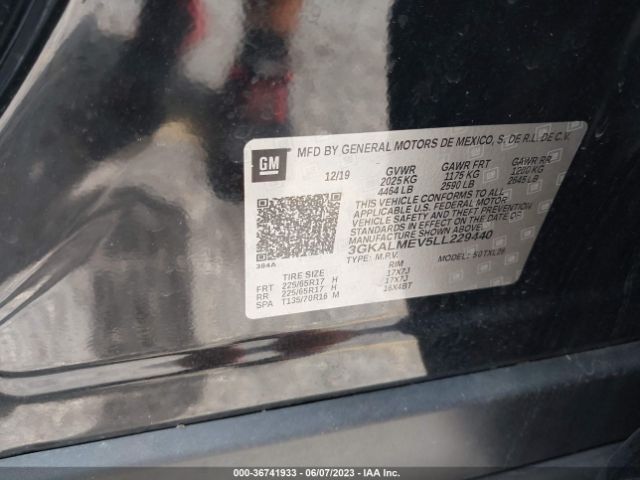 GM
MFD BY GENERAL MOTORS DE MEXICO, S. DE R.L. DE C.V.
12/19 GVWR GAWR FRT GAWR RR
2025 KG 1175 KG 1200 KG
4464 LB 2590 LB 2645 LB
THIS VEHICLE CONFORMS TO ALL
APPLICABLE U.S. FEDERAL MOTOR
VEHICLE SAFETY AND THEFT PREVENTION
STANDARDS IN EFFECT ON THE DATE OF
MANUFACTURE SHOWN ABOVE.
3GKALMEV5LL229440
TYPE: M.P.V. MODEL:
384A
TIRE SIZE RIM
FRT 225/65R17 H 17X7J
RR 225/65R17 H 17X7J
SPA T135/70R16 M 16X4BT
000-36741933 - 06/07/2023 - IAA Inc.